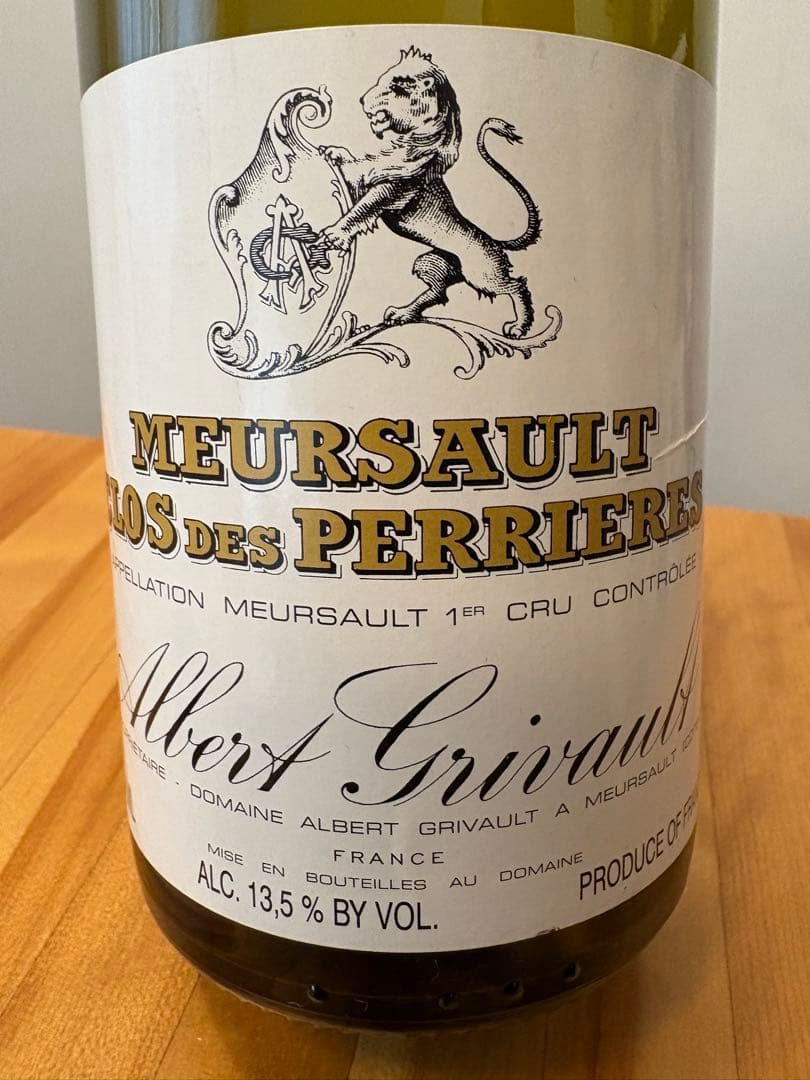 MEURSAULT
CLOS DES PERRIERES
APPELLATION MEURSAULT 1ER CRU CONTRÔLÉE
Albert Grivault
DOMAINE ALBERT GRIVAULT A MEURSAULT
FRANCE
MISE EN BOUTEILLES AU DOMAINE
ALC. 13,5 % BY VOL.
PRODUCE OF